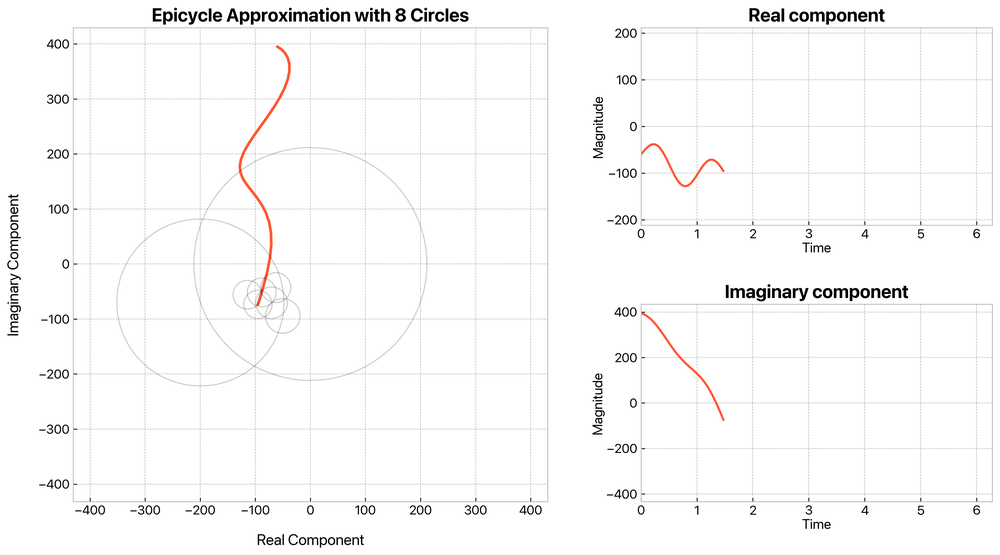 Epicycle Approximation with 8 Circles
400
300
200
100
0
−100
−200
−300
−400
Imaginary Component
−400 −300 −200 −100 0 100 200 300 400
Real Component
Real component
200
100
0
−100
−200
Magnitude
0 1 2 3 4 5 6
Time
Imaginary component
400
200
0
−200
−400
Magnitude
0 1 2 3 4 5 6
Time